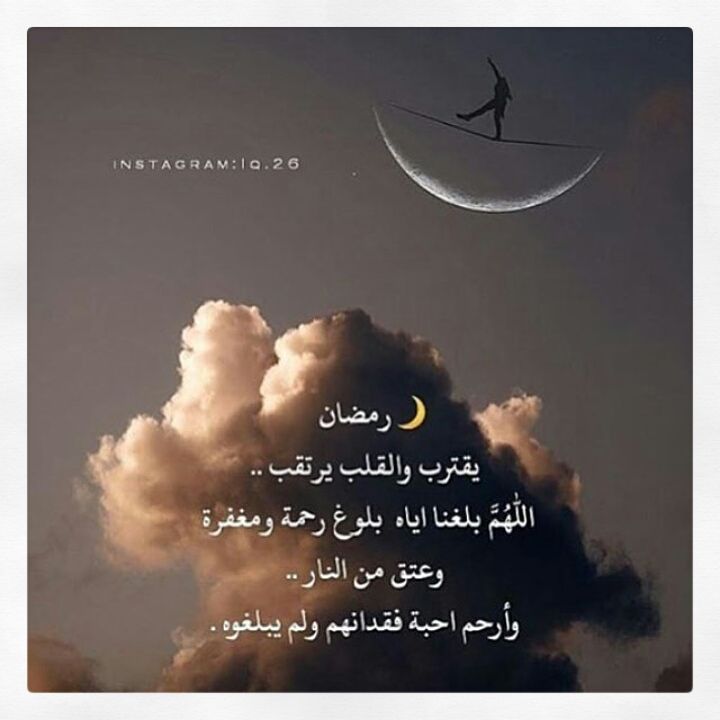 INSTAGRAM:lQ.26
🌙 رمضان
يقترب والقلب يرتقب ..
اللّهُمَّ بلغنا اياه بلوغ رحمة ومغفرة
وعتق من النار ..
وأرحم احبة فقدانهم ولم يبلغوه .